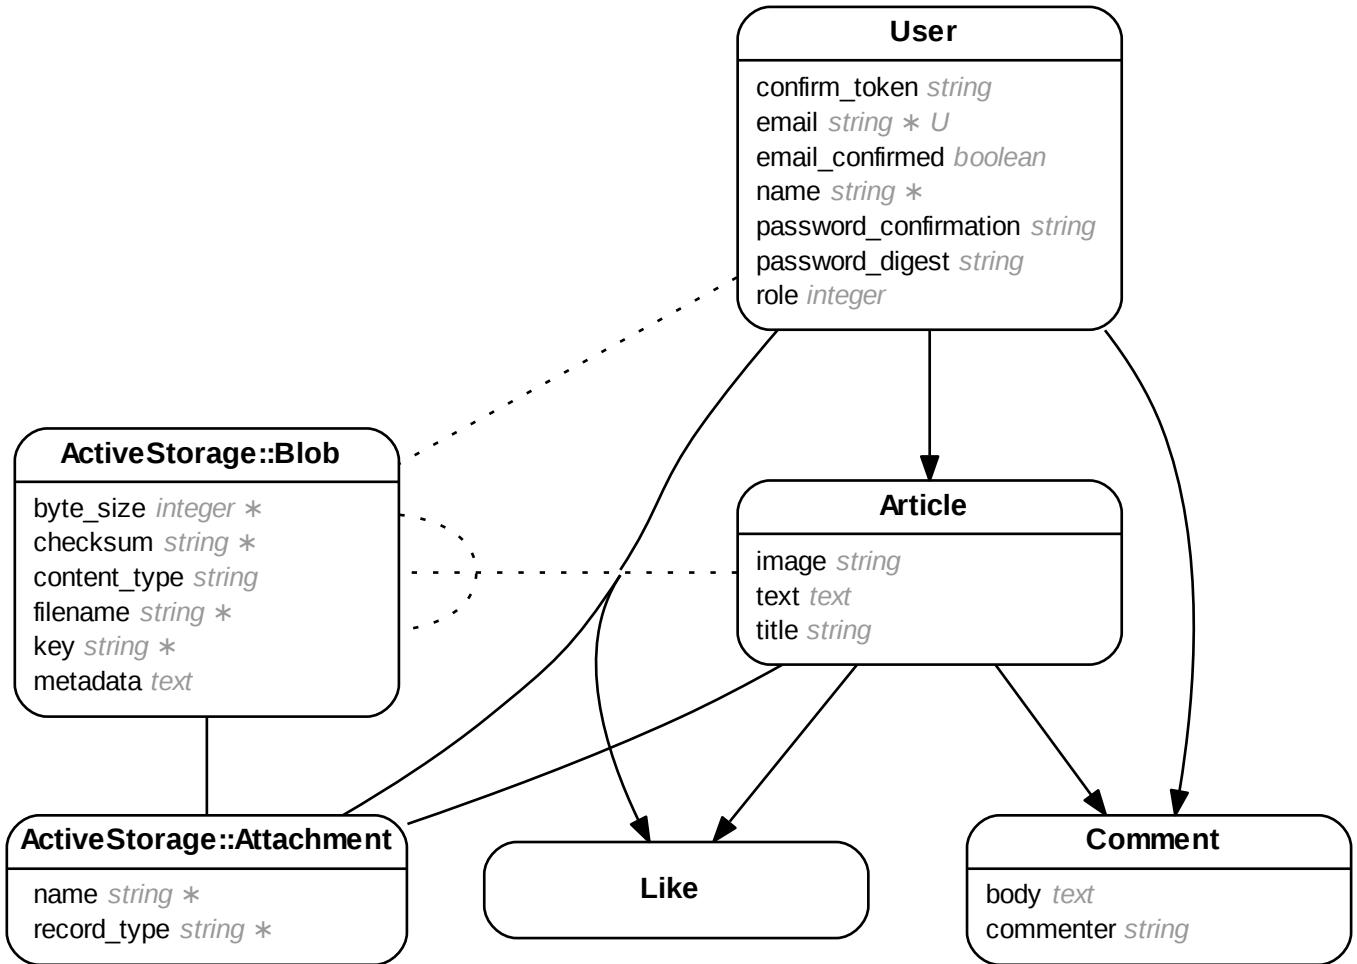 User
confirm_token string
email string ∗ U
email_confirmed boolean
name string ∗
password_confirmation string
password_digest string
role integer
ActiveStorage::Blob
byte_size integer ∗
checksum string ∗
content_type string
filename string ∗
key string ∗
metadata text
Article
image string
text text
title string
ActiveStorage::Attachment
name string ∗
record_type string ∗
Like
Comment
body text
commenter string